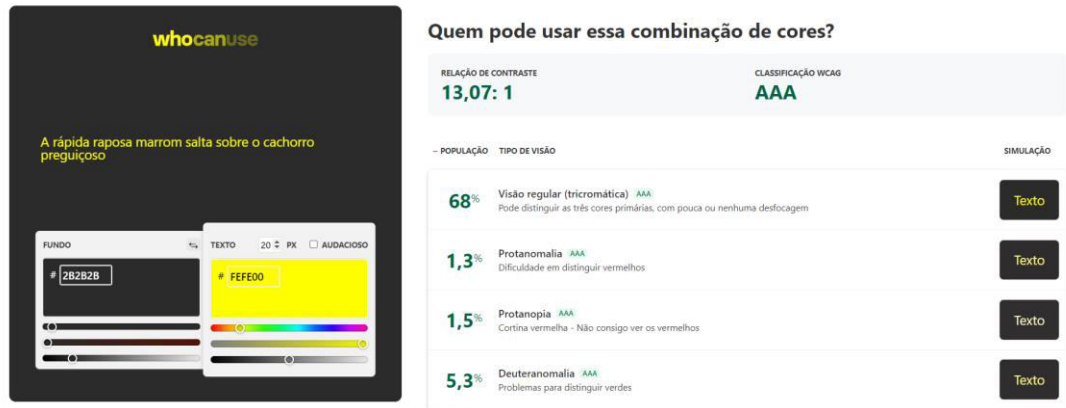 whocanuse
A rápida raposa marrom salta sobre o cachorro
preguiçoso
FUNDO
# 2B2B2B
TEXTO 20 PX AUDACIOSO
# FEFE00
Quem pode usar essa combinação de cores?
RELAÇÃO DE CONTRASTE
13,07: 1
CLASSIFICAÇÃO WCAG
AAA
– POPULAÇÃO TIPO DE VISÃO SIMULAÇÃO
68% Visão regular (tricromática) AAA Texto
Pode distinguir as três cores primárias, com pouca ou nenhuma desfocagem
1,3% Protanomalia AAA Texto
Dificuldade em distinguir vermelhos
1,5% Protanopia AAA Texto
Cortina vermelha - Não consigo ver os vermelhos
5,3% Deuteranomalia AAA Texto
Problemas para distinguir verdes